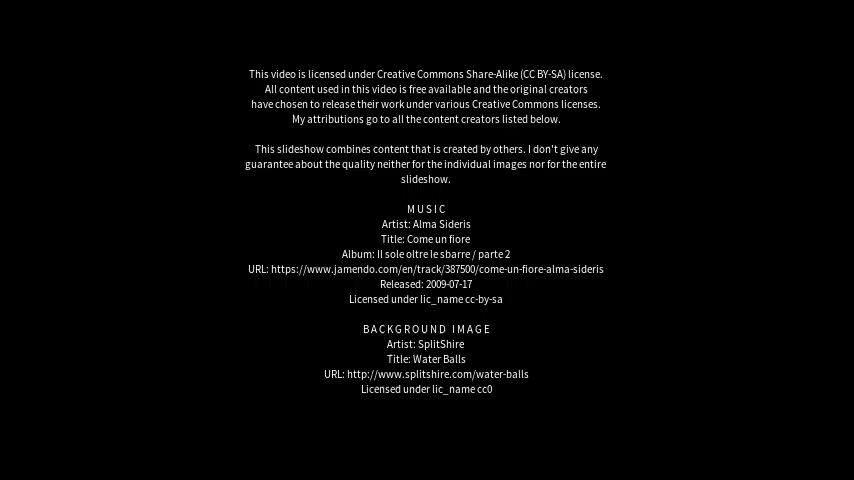 This video is licensed under Creative Commons Share-Alike (CC BY-SA) license.
All content used in this video is free available and the original creators
have chosen to release their work under various Creative Commons licenses.
My attributions go to all the content creators listed below.
This slideshow combines content that is created by others. I don't give any
guarantee about the quality neither for the individual images nor for the entire
slideshow.
MUSIC
Artist: Alma Sideris
Title: Come un fiore
Album: Il sole oltre le sbarre / parte 2
URL: https://www.jamendo.com/en/track/387500/come-un-fiore-alma-sideris
Released: 2009-07-17
Licensed under lic_name cc-by-sa
BACKGROUND IMAGE
Artist: SplitShire
Title: Water Balls
URL: http://www.splitshire.com/water-balls
Licensed under lic_name cc0